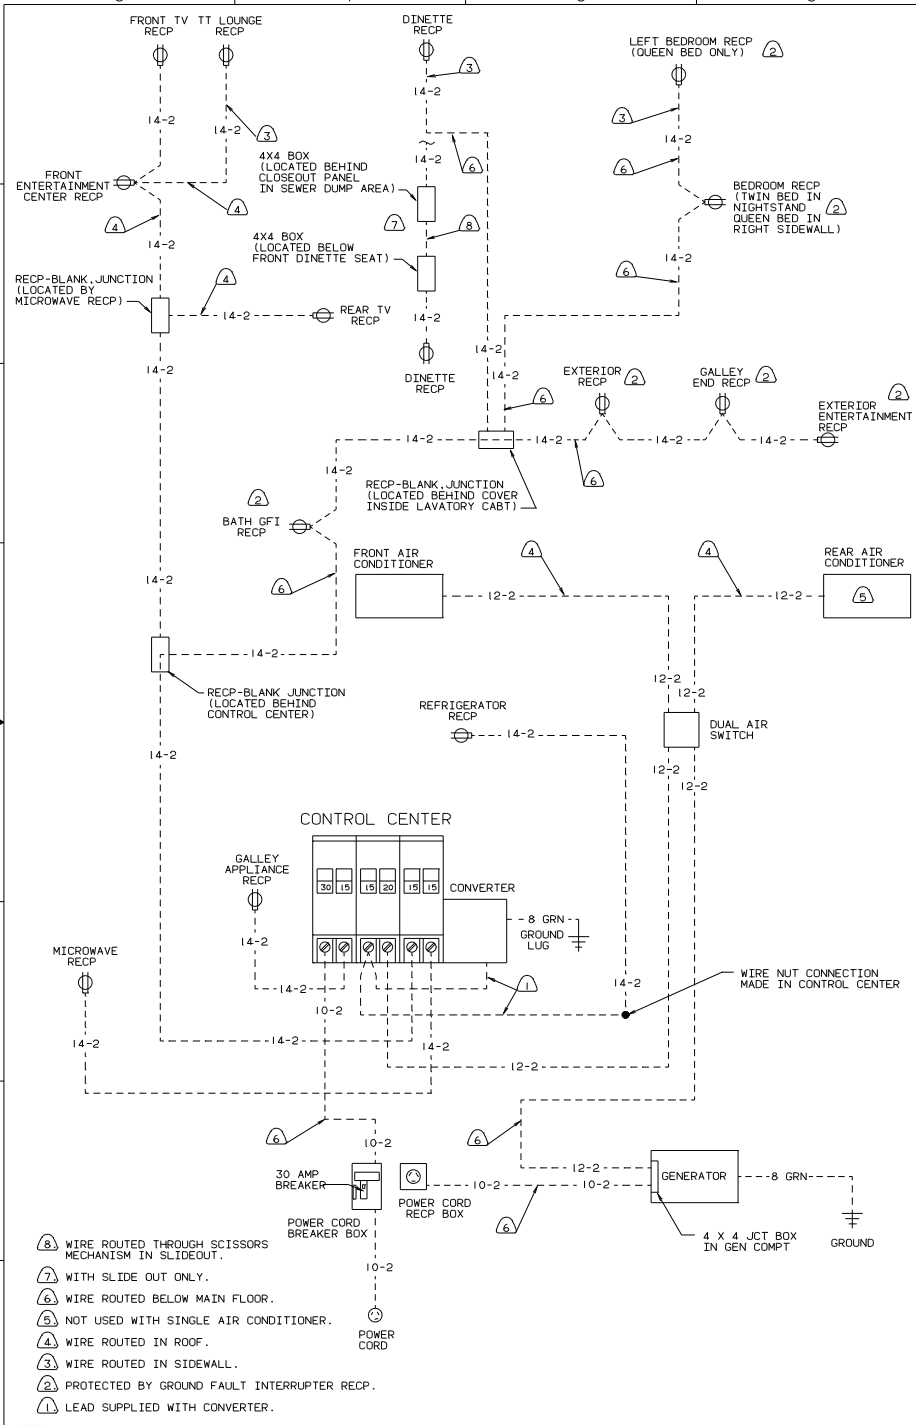 FRONT TV
RECP
TT LOUNGE
RECP
DINETTE
RECP
LEFT BEDROOM RECP
(QUEEN BED ONLY)
2
3
14-2
14-2
14-2
3
4X4 BOX
(LOCATED BEHIND
CLOSEOUT PANEL
IN SEWER DUMP AREA)
14-2
6
3
14-2
6
FRONT
ENTERTAINMENT
CENTER RECP
4
4
7
8
BEDROOM RECP
(TWIN BED IN
NIGHTSTAND
QUEEN BED IN
RIGHT SIDEWALL)
2
14-2
4X4 BOX
(LOCATED BELOW
FRONT DINETTE SEAT)
14-2
6
RECP-BLANK,JUNCTION
(LOCATED BY
MICROWAVE RECP)
4
14-2
REAR TV
RECP
14-2
14-2
DINETTE
RECP
14-2
14-2
6
EXTERIOR
RECP
2
GALLEY
END RECP
2
2
EXTERIOR
ENTERTAINMENT
RECP
14-2
14-2
14-2
14-2
14-2
6
RECP-BLANK,JUNCTION
(LOCATED BEHIND COVER
INSIDE LAVATORY CABT)
2
BATH GFI
RECP
FRONT AIR
CONDITIONER
4
4
REAR AIR
CONDITIONER
14-2
6
12-2
12-2
5
14-2
RECP-BLANK JUNCTION
(LOCATED BEHIND
CONTROL CENTER)
12-2
12-2
REFRIGERATOR
RECP
14-2
DUAL AIR
SWITCH
14-2
12-2
12-2
CONTROL CENTER
GALLEY
APPLIANCE
RECP
30
15
15
20
15
15
CONVERTER
8 GRN
GROUND
LUG
14-2
MICROWAVE
RECP
14-2
10-2
1
14-2
WIRE NUT CONNECTION
MADE IN CONTROL CENTER
14-2
14-2
14-2
12-2
6
10-2
6
30 AMP
BREAKER
POWER CORD
BREAKER BOX
POWER CORD
RECP BOX
10-2
12-2
10-2
6
GENERATOR
8 GRN
4 X 4 JCT BOX
IN GEN COMPT
GROUND
10-2
POWER
CORD
8. WIRE ROUTED THROUGH SCISSORS
MECHANISM IN SLIDEOUT.
7. WITH SLIDE OUT ONLY.
6. WIRE ROUTED BELOW MAIN FLOOR.
5. NOT USED WITH SINGLE AIR CONDITIONER.
4. WIRE ROUTED IN ROOF.
3. WIRE ROUTED IN SIDEWALL.
2. PROTECTED BY GROUND FAULT INTERRUPTER RECP.
1. LEAD SUPPLIED WITH CONVERTER.